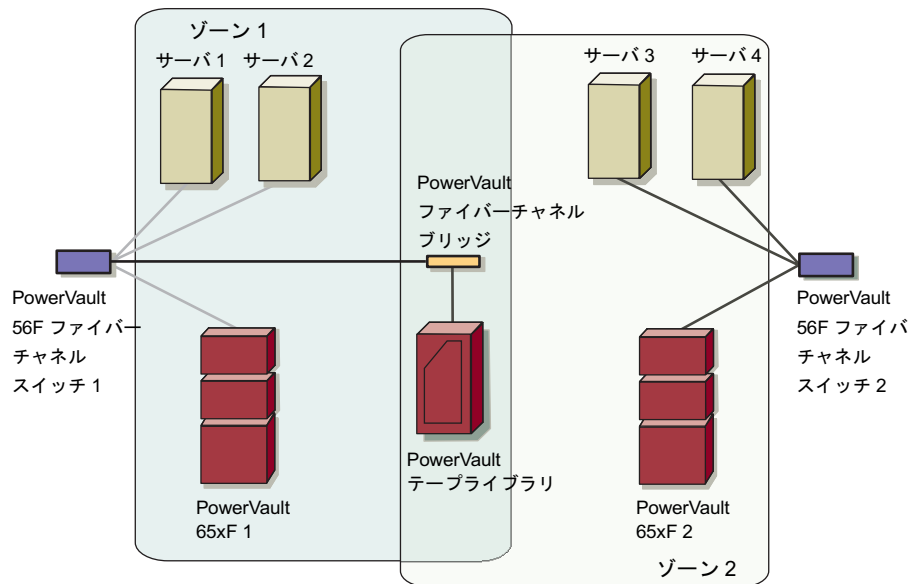 ゾーン 1
サーバ 1
サーバ 2
サーバ 3
サーバ 4
PowerVault
ファイバーチャネル
ブリッジ
PowerVault
56F ファイバー
チャネル
スイッチ 1
PowerVault
56F ファイバ
チャネル
スイッチ 2
PowerVault
テープライブラリ
PowerVault
65xF 1
PowerVault
65xF 2
ゾーン 2